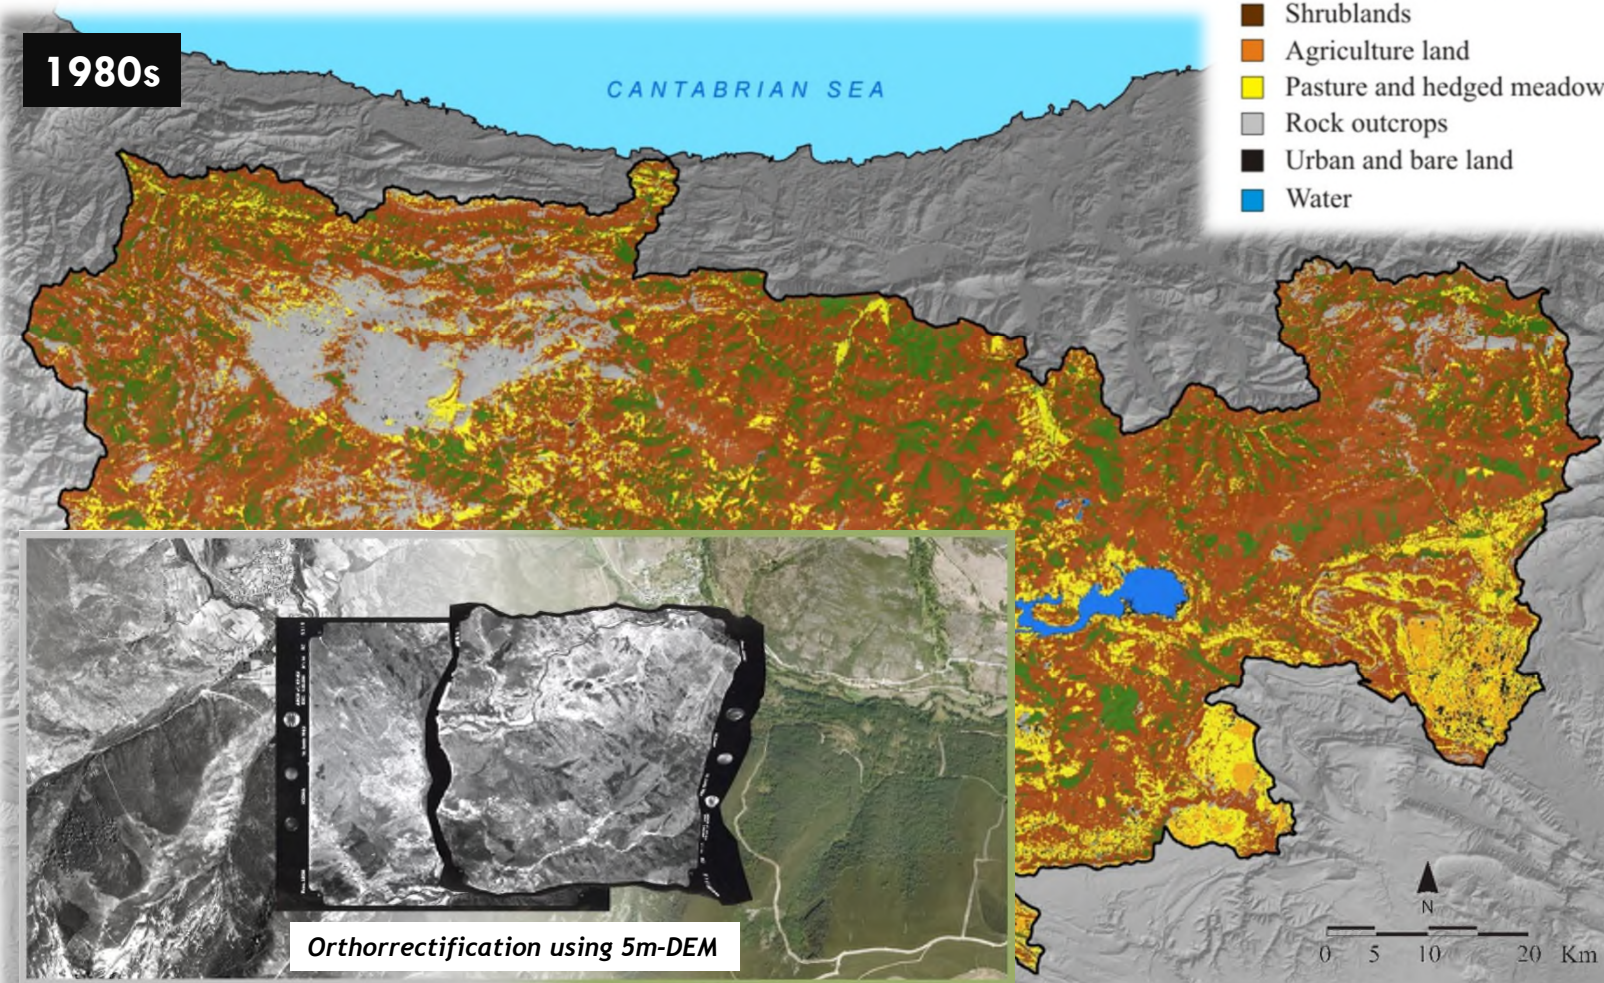 1980s
CANTABRIAN SEA
Shrublands
Agriculture land
Pasture and hedged meadow
Rock outcrops
Urban and bare land
Water
Orthorrectification using 5m-DEM
N
0 5 10 20 Km